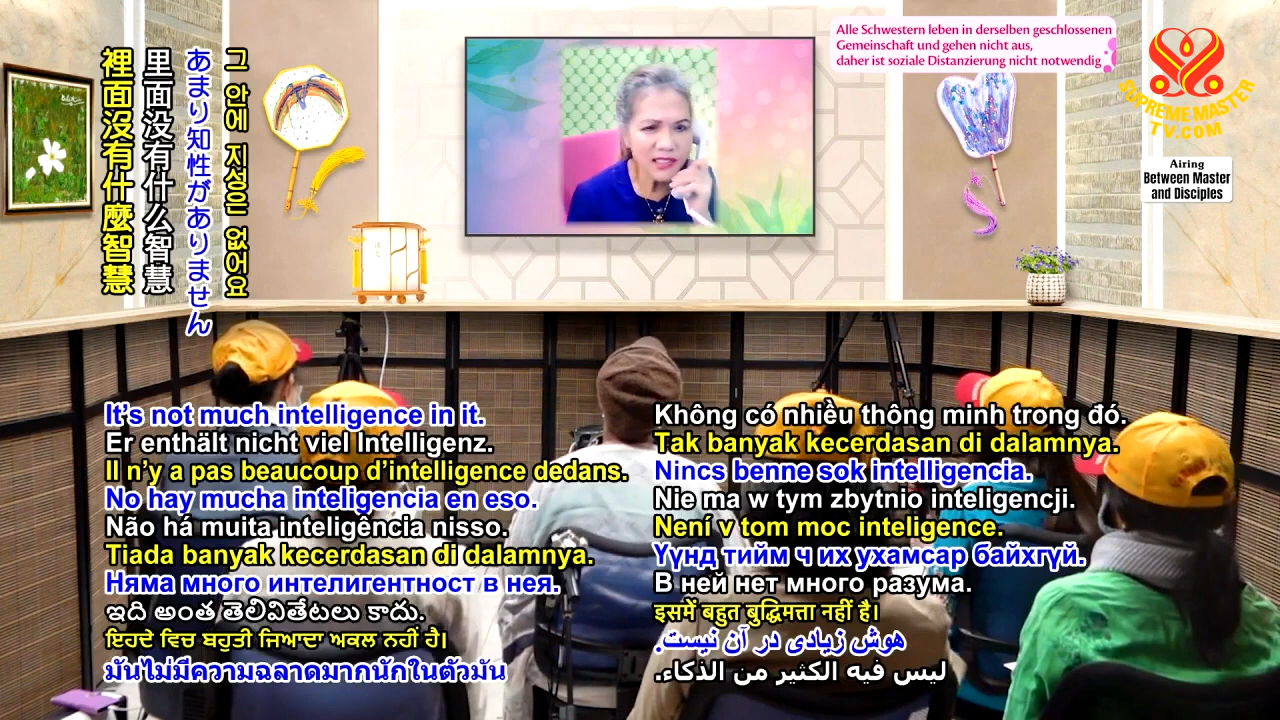 Alle Schwestern leben in derselben geschlossenen
Gemeinschaft und gehen nicht aus,
daher ist soziale Distanzierung nicht notwendig
SUPREME MASTER
TV.COM
Airing
Between Master
and Disciples
그 안에 지성은 없어요
あまり知性がありません
里面没有什么智慧
裡面沒有什麼智慧
It's not much intelligence in it.
Er enthält nicht viel Intelligenz.
Il n'y a pas beaucoup d'intelligence dedans.
No hay mucha inteligencia en eso.
Não há muita inteligência nisso.
Tiada banyak kecerdasan di dalamnya.
Няма много интелигентност в нея.
ఇది అంత తెలివితేటలు కాదు.
ਇਹਦੇ ਵਿਚ ਬਹੁਤੀ ਜਿਆਦਾ ਅਕਲ ਨਹੀਂ ਹੈ।
มันไม่มีความฉลาดมากนักในตัวมัน
Không có nhiều thông minh trong đó.
Tak banyak kecerdasan di dalamnya.
Nincs benne sok intelligencia.
Nie ma w tym zbytnio inteligencji.
Není v tom moc inteligence.
Үүнд тийм ч их ухамсар байхгүй.
В ней нет много разума.
इसमें बहुत बुद्धिमत्ता नहीं है।
هوش زیادی در آن نیست.
ليس فيه الكثير من الذكاء.